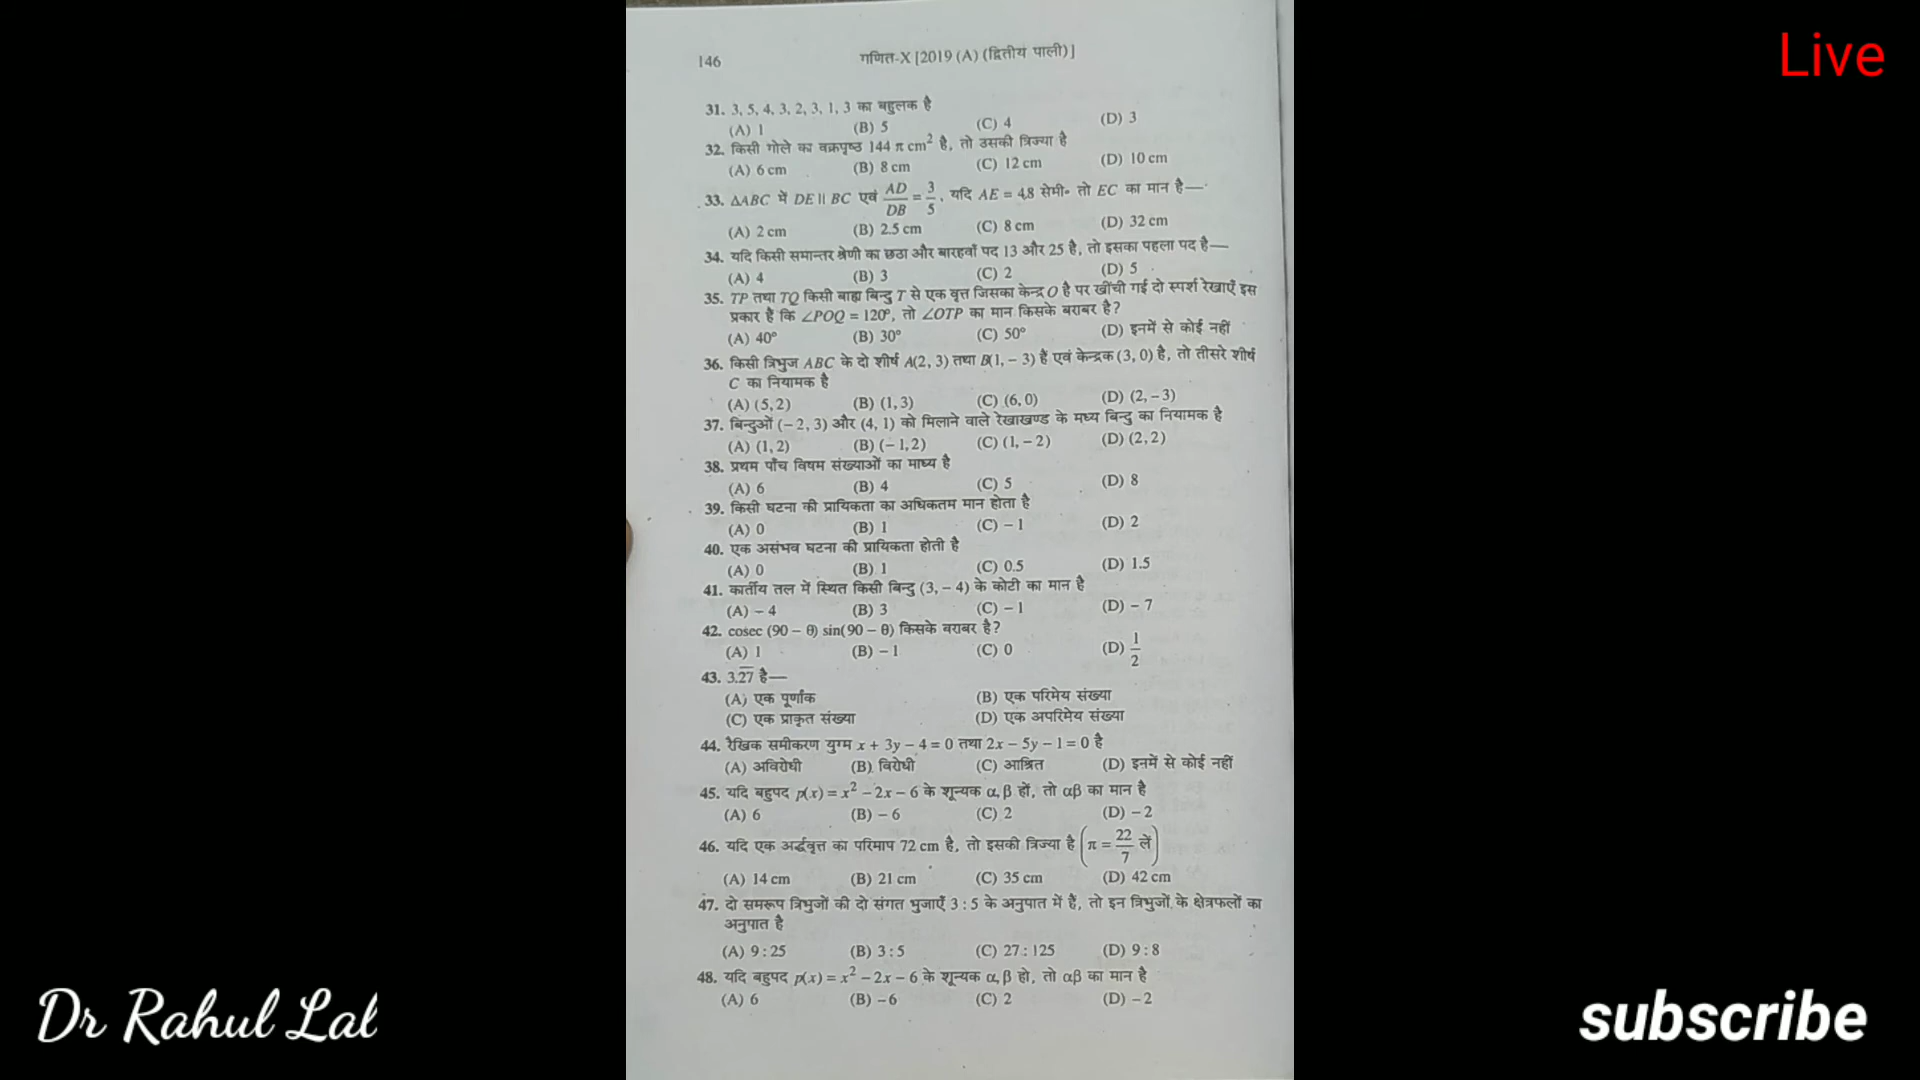 Live
146 गणित-X [2019 (A) (द्वितीय पाली)]
31. 3, 5, 4, 3, 2, 3, 1, 3 का बहुलक है
(A) 1 (B) 5 (C) 4 (D) 3
32. किसी गोले का वक्रपृष्ठ 144 π cm² है, तो उसकी त्रिज्या है
(A) 6 cm (B) 8 cm (C) 12 cm (D) 10 cm
33. ΔABC में DE || BC एवं AD/DB = 3/5, यदि AE = 4.8 सेमी॰ तो EC का मान है—
(A) 2 cm (B) 2.5 cm (C) 8 cm (D) 32 cm
34. यदि किसी समान्तर श्रेणी का छठा और बारहवाँ पद 13 और 25 है, तो इसका पहला पद है—
(A) 4 (B) 3 (C) 2 (D) 5
35. TP तथा TQ किसी बाह्य बिन्दु T से एक वृत्त जिसका केन्द्र O है पर खींची गई दो स्पर्श रेखाएँ इस
प्रकार हैं कि ∠POQ = 120°, तो ∠OTP का मान किसके बराबर है?
(A) 40° (B) 30° (C) 50° (D) इनमें से कोई नहीं
36. किसी त्रिभुज ABC के दो शीर्ष A(2, 3) तथा B(1, – 3) हैं एवं केन्द्रक (3, 0) है, तो तीसरे शीर्ष
C का नियामक है
(A) (5, 2) (B) (1, 3) (C) (6, 0) (D) (2, – 3)
37. बिन्दुओं (– 2, 3) और (4, 1) को मिलाने वाले रेखाखण्ड के मध्य बिन्दु का नियामक है
(A) (1, 2) (B) (– 1, 2) (C) (1, – 2) (D) (2, 2)
38. प्रथम पाँच विषम संख्याओं का माध्य है
(A) 6 (B) 4 (C) 5 (D) 8
39. किसी घटना की प्रायिकता का अधिकतम मान होता है
(A) 0 (B) 1 (C) – 1 (D) 2
40. एक असंभव घटना की प्रायिकता होती है
(A) 0 (B) 1 (C) 0.5 (D) 1.5
41. कार्तीय तल में स्थित किसी बिन्दु (3, – 4) के कोटी का मान है
(A) – 4 (B) 3 (C) – 1 (D) – 7
42. cosec (90 – θ) sin(90 – θ) किसके बराबर है?
(A) 1 (B) – 1 (C) 0 (D) 1/2
43. 3.2̅7̅ है—
(A) एक पूर्णांक (B) एक परिमेय संख्या
(C) एक प्राकृत संख्या (D) एक अपरिमेय संख्या
44. रैखिक समीकरण युग्म x + 3y – 4 = 0 तथा 2x – 5y – 1 = 0 है
(A) अविरोधी (B) विरोधी (C) आश्रित (D) इनमें से कोई नहीं
45. यदि बहुपद p(x) = x² – 2x – 6 के शून्यक α, β हों, तो αβ का मान है
(A) 6 (B) – 6 (C) 2 (D) – 2
46. यदि एक अर्द्धवृत्त का परिमाप 72 cm है, तो इसकी त्रिज्या है (π = 22/7 लें)
(A) 14 cm (B) 21 cm (C) 35 cm (D) 42 cm
47. दो समरूप त्रिभुजों की दो संगत भुजाएँ 3 : 5 के अनुपात में हैं, तो इन त्रिभुजों के क्षेत्रफलों का
अनुपात है
(A) 9 : 25 (B) 3 : 5 (C) 27 : 125 (D) 9 : 8
48. यदि बहुपद p(x) = x² – 2x – 6 के शून्यक α, β हो, तो αβ का मान है
(A) 6 (B) – 6 (C) 2 (D) – 2
Dr Rahul Lal
subscribe